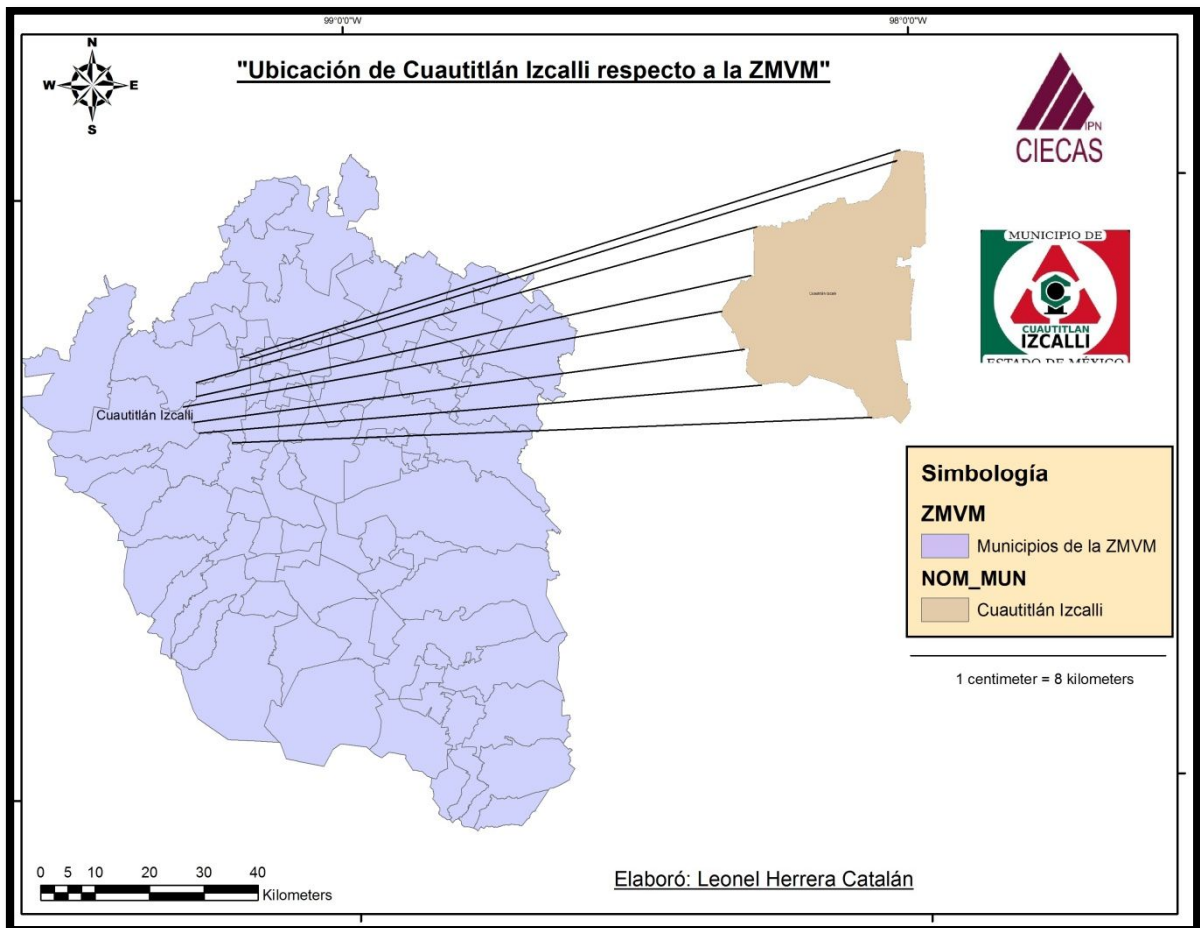 99°0'0"W
98°0'0"W
N
W
E
S
"Ubicación de Cuautitlán Izcalli respecto a la ZMVM"
IPN
CIECAS
MUNICIPIO DE
CUAUTITLAN
IZCALLI
ESTADO DE MÉXICO
Cuautitlán Izcalli
Cuautitlán Izcalli
Simbología
ZMVM
Municipios de la ZMVM
NOM_MUN
Cuautitlán Izcalli
1 centimeter = 8 kilometers
0 5 10 20 30 40
Kilometers
Elaboró: Leonel Herrera Catalán